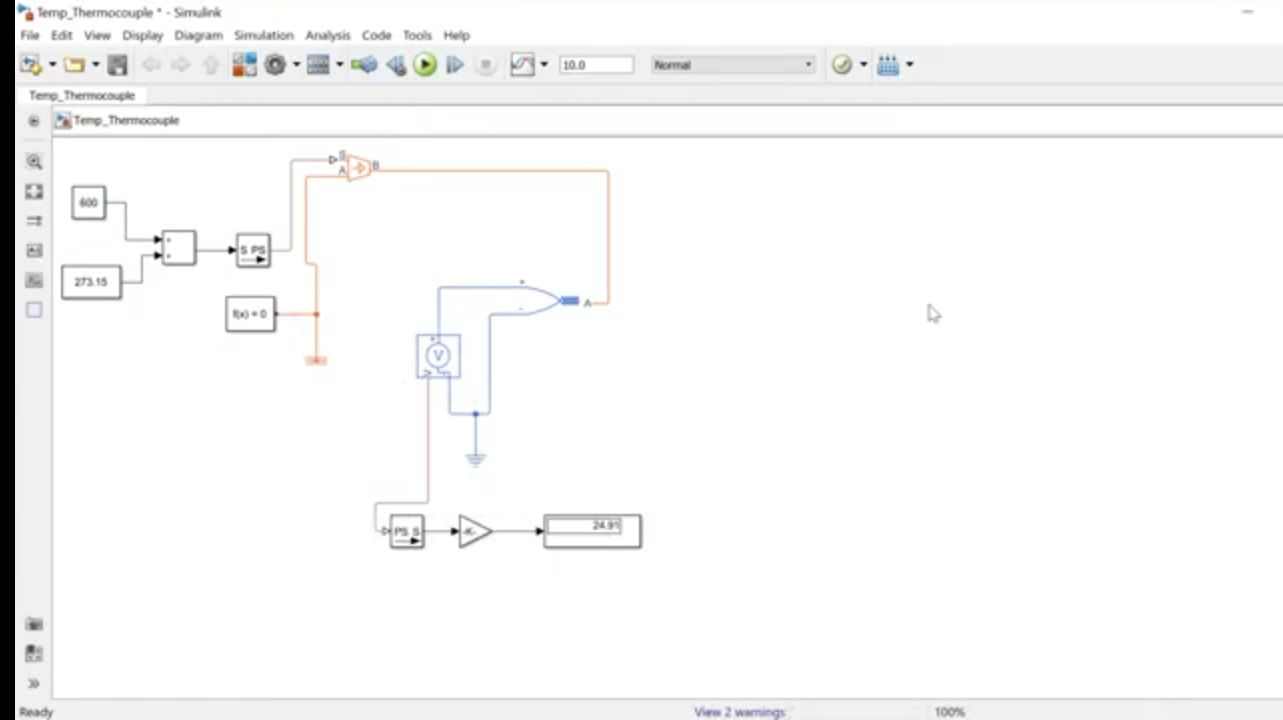 Temp_Thermocouple * - Simulink
File Edit View Display Diagram Simulation Analysis Code Tools Help
10.0 Normal
Temp_Thermocouple
Temp_Thermocouple
S
A B
600
S PS
273.15
f(x) = 0
+
-
A
V
PS S -K- 24.91
Ready View 2 warnings 100%